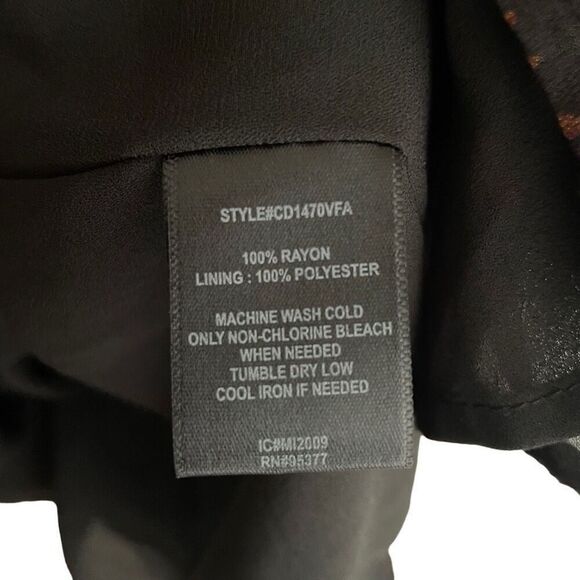 STYLE#CD1470VFA
100% RAYON
LINING : 100% POLYESTER
MACHINE WASH COLD
ONLY NON-CHLORINE BLEACH
WHEN NEEDED
TUMBLE DRY LOW
COOL IRON IF NEEDED
IC#MI2009
RN#95377